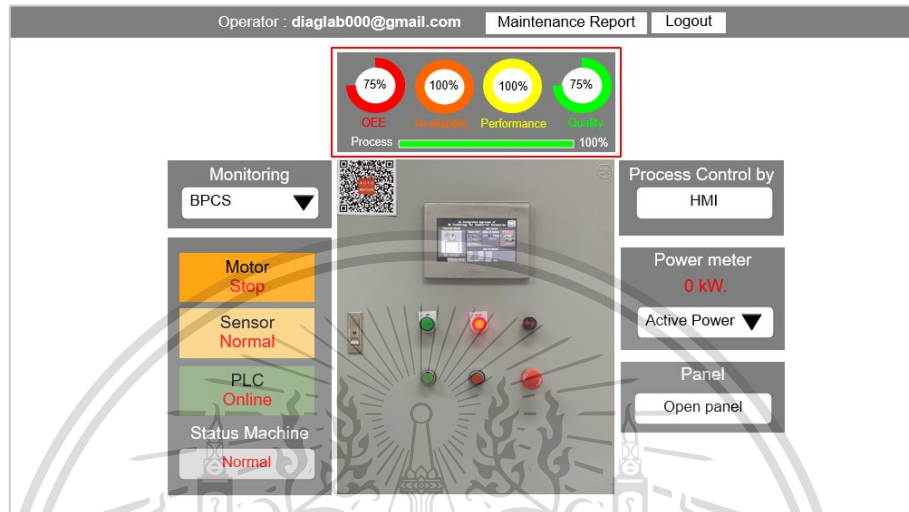 Operator : diaglab000@gmail.com Maintenance Report Logout
75% 100% 100% 75%
OEE Availability Performance Quality
Process 100%
Monitoring
BPCS
Motor
Stop
Sensor
Normal
PLC
Online
Status Machine
Normal
Process Control by
HMI
Power meter
0 kW.
Active Power
Panel
Open panel